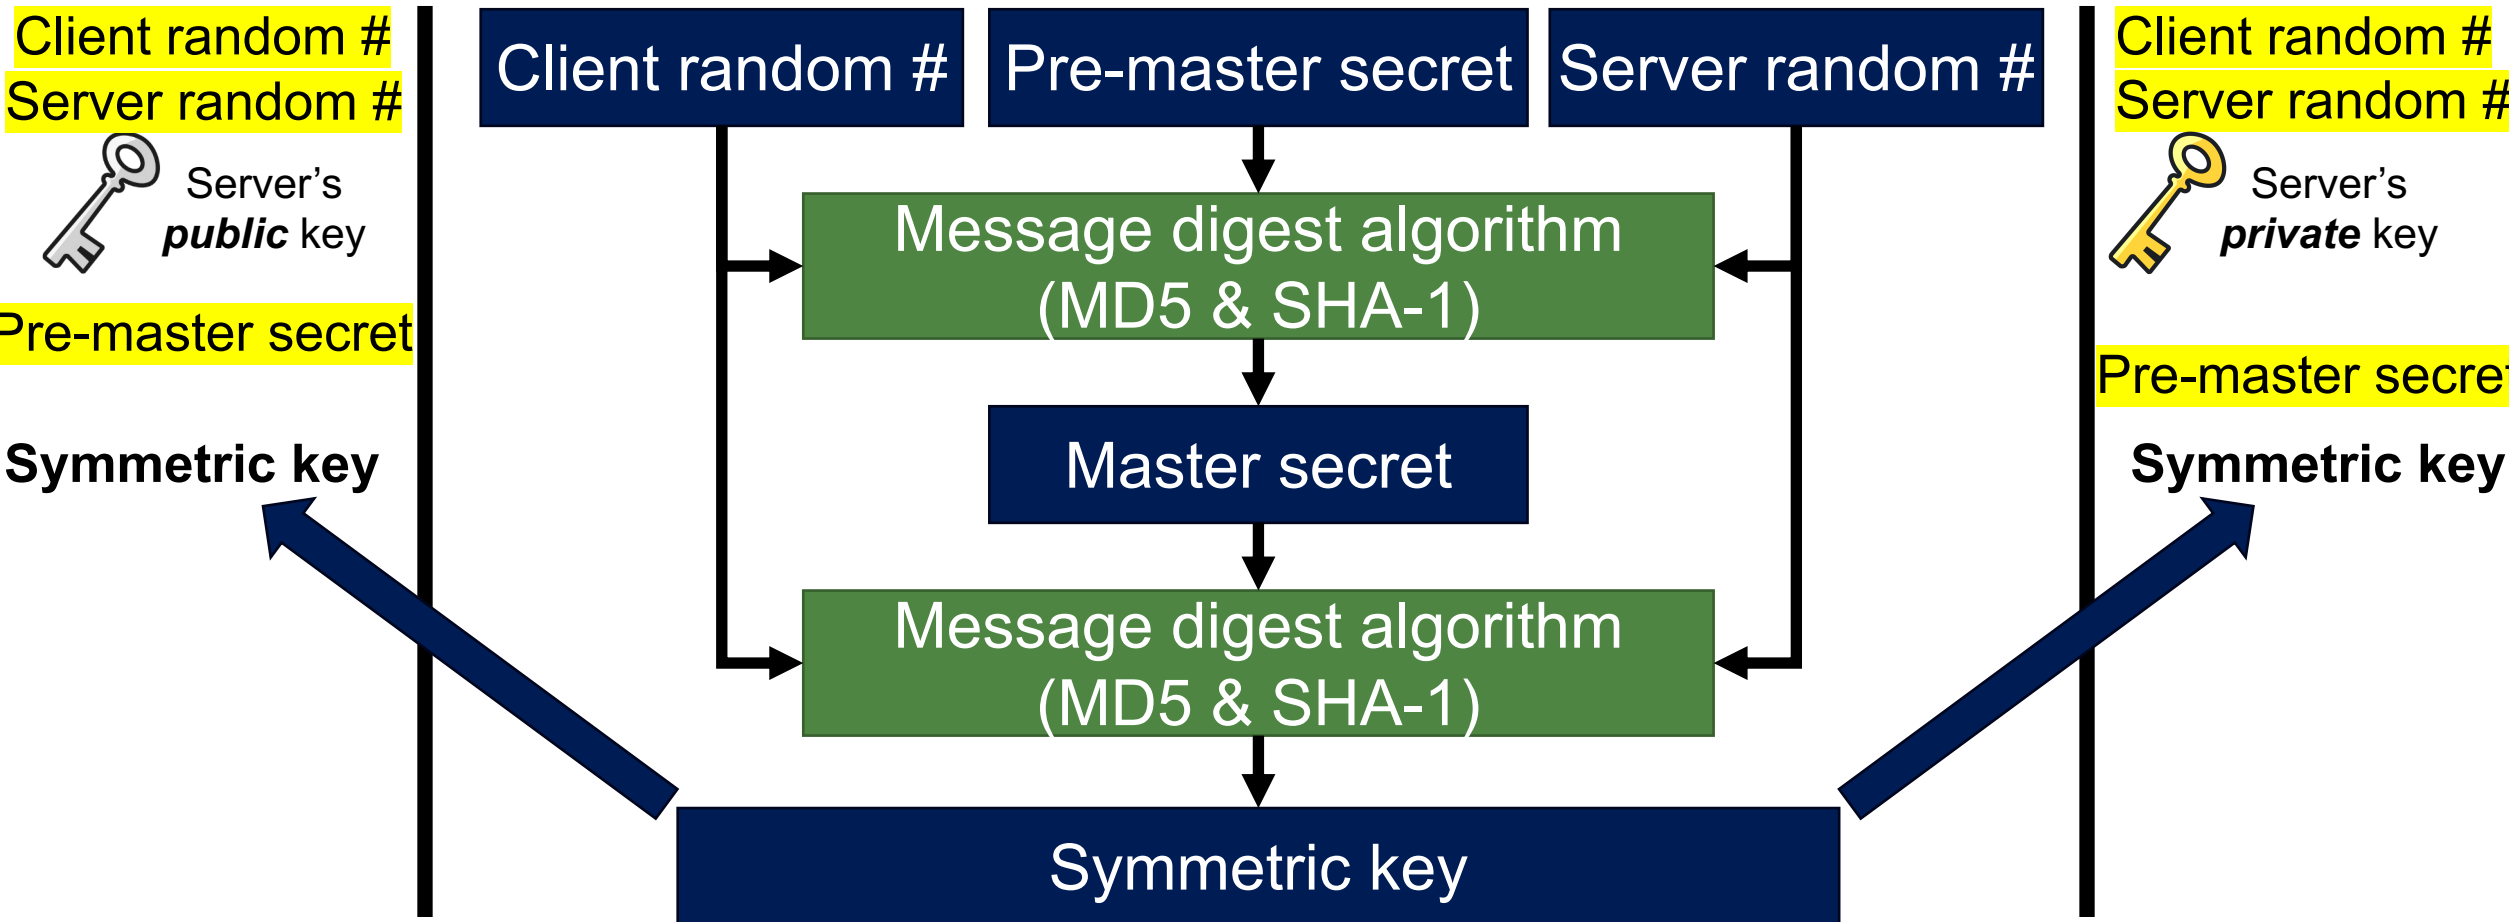 Client random #
Server random #
Server’s
public key
Pre-master secret
Symmetric key
Client random #
Pre-master secret
Server random #
Message digest algorithm
(MD5 & SHA-1)
Master secret
Message digest algorithm
(MD5 & SHA-1)
Symmetric key
Client random #
Server random #
Server’s
private key
Pre-master secret
Symmetric key